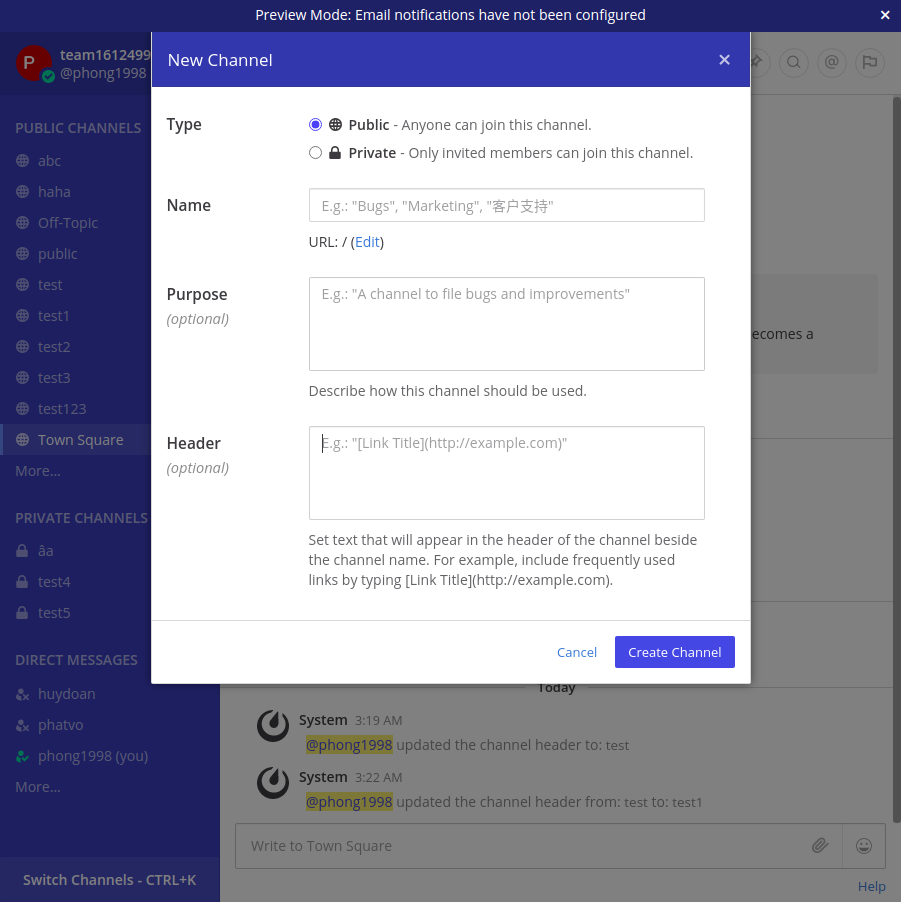 Preview Mode: Email notifications have not been configured
×
P
team1612499
@phong1998
PUBLIC CHANNELS
abc
haha
Off-Topic
public
test
test1
test2
test3
test123
Town Square
More...
PRIVATE CHANNELS
âa
test4
test5
DIRECT MESSAGES
huydoan
phatvo
phong1998 (you)
More...
Switch Channels - CTRL+K
New Channel
×
Type
Public - Anyone can join this channel.
Private - Only invited members can join this channel.
Name
E.g.: "Bugs", "Marketing", "客户支持"
URL: / (Edit)
Purpose
(optional)
E.g.: "A channel to file bugs and improvements"
Describe how this channel should be used.
Header
(optional)
E.g.: "[Link Title](http://example.com)"
Set text that will appear in the header of the channel beside
the channel name. For example, include frequently used
links by typing [Link Title](http://example.com).
Cancel
Create Channel
@
ecomes a
Today
System 3:19 AM
@phong1998 updated the channel header to: test
System 3:22 AM
@phong1998 updated the channel header from: test to: test1
Write to Town Square
Help